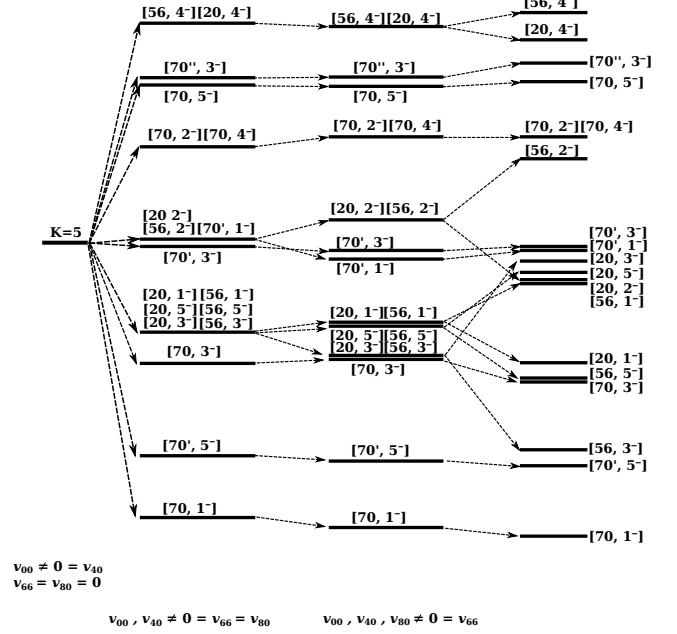 [56, 4⁻][20, 4⁻]
[56, 4⁻][20, 4⁻]
[56, 4⁻]
[20, 4⁻]
[70'', 3⁻]
[70'', 3⁻]
[70'', 3⁻]
[70, 5⁻]
[70, 5⁻]
[70, 5⁻]
[70, 2⁻][70, 4⁻]
[70, 2⁻][70, 4⁻]
[70, 2⁻][70, 4⁻]
[56, 2⁻]
K=5
[20 2⁻]
[56, 2⁻][70', 1⁻]
[70', 3⁻]
[20, 2⁻][56, 2⁻]
[70', 3⁻]
[70', 1⁻]
[70', 3⁻]
[70', 1⁻]
[20, 3⁻]
[20, 5⁻]
[20, 2⁻]
[56, 1⁻]
[20, 1⁻][56, 1⁻]
[20, 5⁻][56, 5⁻]
[20, 3⁻][56, 3⁻]
[70, 3⁻]
[20, 1⁻][56, 1⁻]
[20, 5⁻][56, 5⁻]
[20, 3⁻][56, 3⁻]
[70, 3⁻]
[20, 1⁻]
[56, 5⁻]
[70, 3⁻]
[56, 3⁻]
[70', 5⁻]
[70', 5⁻]
[70', 5⁻]
[70, 1⁻]
[70, 1⁻]
[70, 1⁻]
v₀₀ ≠ 0 = v₄₀
v₆₆ = v₈₀ = 0
v₀₀ , v₄₀ ≠ 0 = v₆₆ = v₈₀
v₀₀ , v₄₀ , v₈₀ ≠ 0 = v₆₆